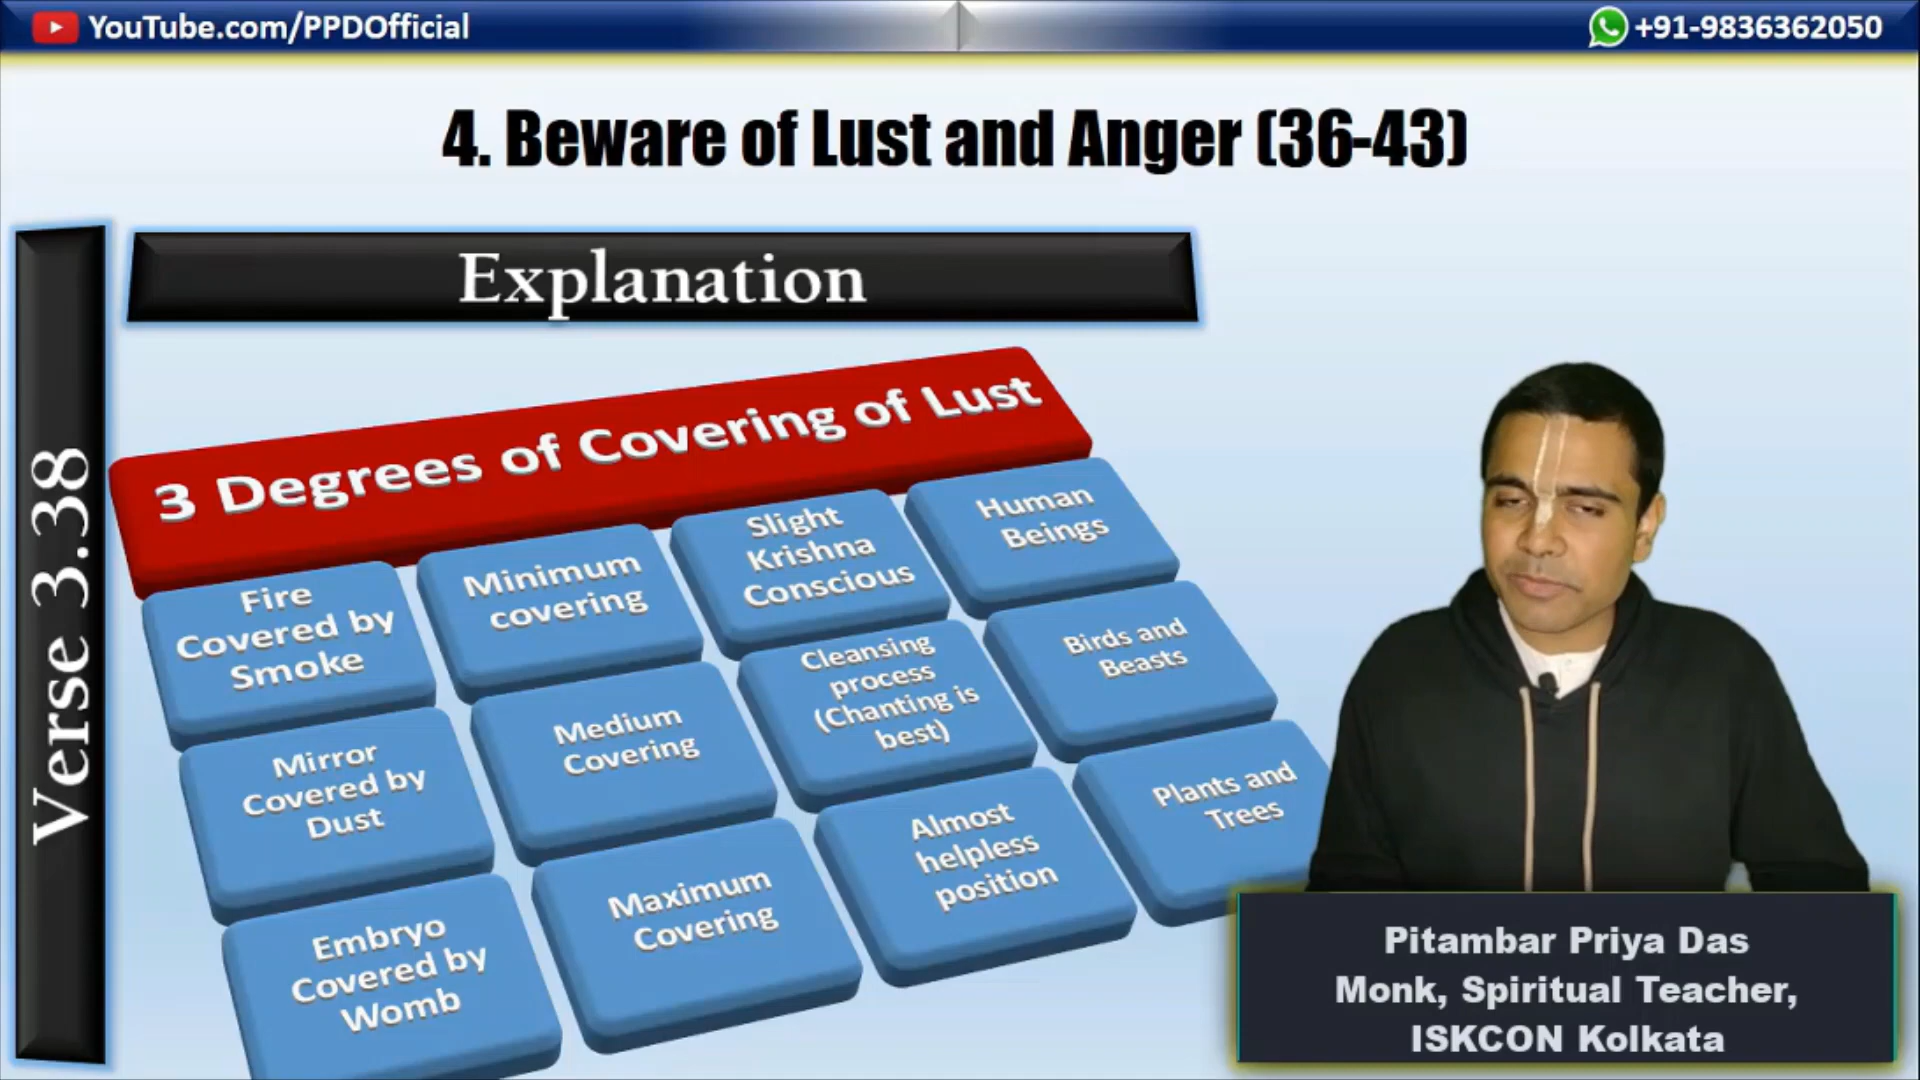 YouTube.com/PPDOfficial
+91-9836362050
4. Beware of Lust and Anger (36-43)
Verse 3.38
Explanation
3 Degrees of Covering of Lust
Fire
Covered by
Smoke
Minimum
covering
Slight
Krishna
Conscious
Human
Beings
Mirror
Covered by
Dust
Medium
Covering
Cleansing
process
(Chanting is
best)
Birds and
Beasts
Embryo
Covered by
Womb
Maximum
Covering
Almost
helpless
position
Plants and
Trees
Pitambar Priya Das
Monk, Spiritual Teacher,
ISKCON Kolkata